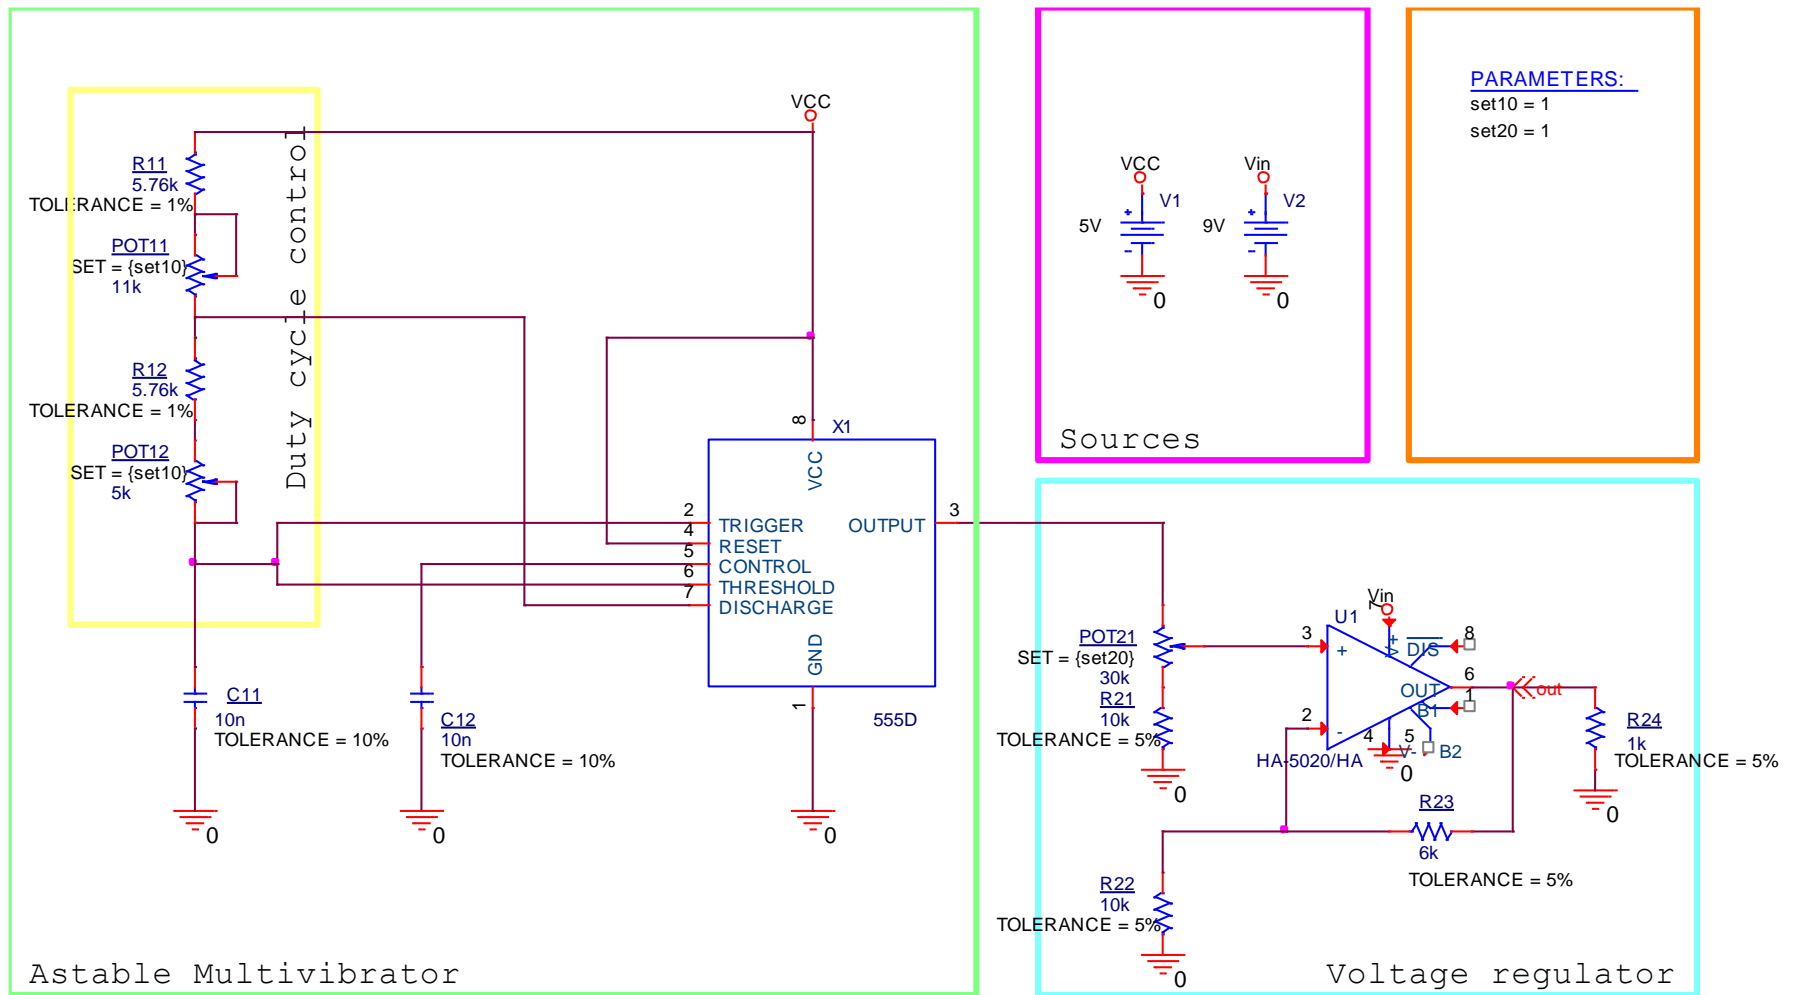 VCC
R11
5.76k
TOLERANCE = 1%
POT11
SET = {set10}
11k
R12
5.76k
TOLERANCE = 1%
POT12
SET = {set10}
5k
Duty cycle control
C11
10n
TOLERANCE = 10%
0
C12
10n
TOLERANCE = 10%
0
X1
8
VCC
2
TRIGGER
4
RESET
5
CONTROL
6
THRESHOLD
7
DISCHARGE
OUTPUT
3
GND
1
555D
0
Astable Multivibrator
VCC
V1
5V
0
Vin
V2
9V
0
Sources
PARAMETERS:
set10 = 1
set20 = 1
POT21
SET = {set20}
30k
R21
10k
TOLERANCE = 5%
0
Vin
7
U1
3
+
V+
DIS
8
OUT
6
B1
1
2
-
4
V-
5
B2
HA-5020/HA
0
out
R24
1k
TOLERANCE = 5%
0
R23
6k
TOLERANCE = 5%
R22
10k
TOLERANCE = 5%
0
Voltage regulator